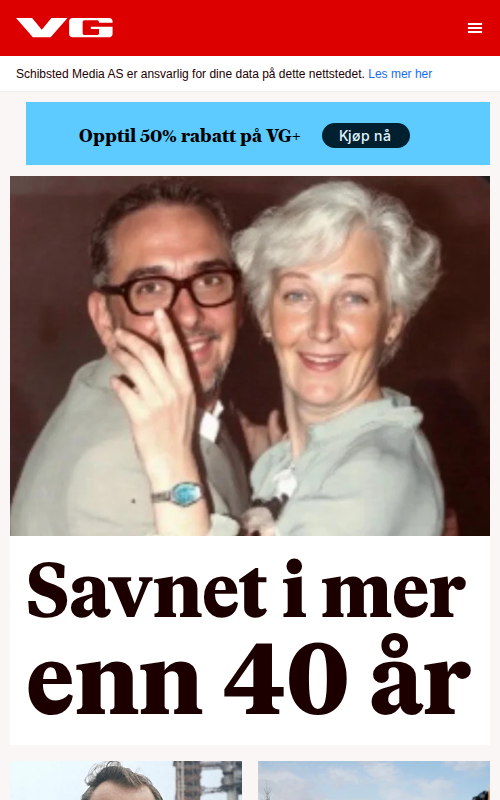 VG
Schibsted Media AS er ansvarlig for dine data på dette nettstedet. Les mer her
Opptil 50% rabatt på VG+ Kjøp nå
Savnet i mer
enn 40 år